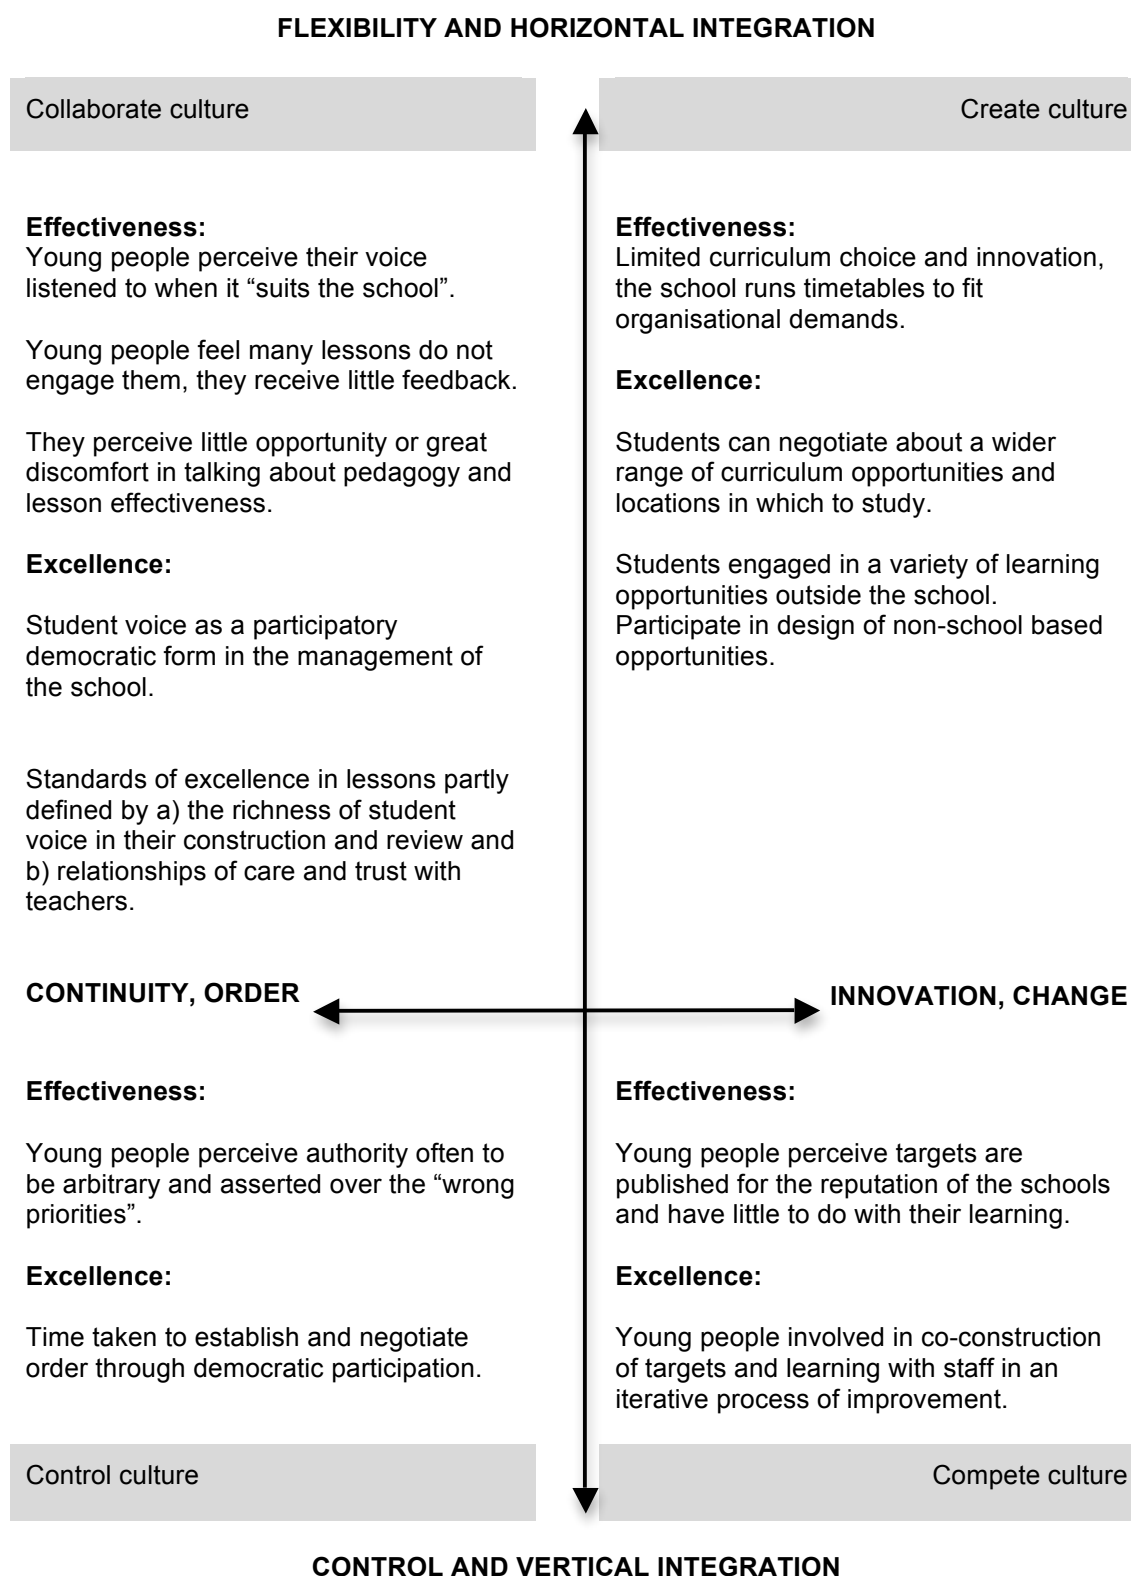 FLEXIBILITY AND HORIZONTAL INTEGRATION
Collaborate culture
Create culture
Effectiveness:
Young people perceive their voice
listened to when it “suits the school”.
Young people feel many lessons do not
engage them, they receive little feedback.
They perceive little opportunity or great
discomfort in talking about pedagogy and
lesson effectiveness.
Excellence:
Student voice as a participatory
democratic form in the management of
the school.
Standards of excellence in lessons partly
defined by a) the richness of student
voice in their construction and review and
b) relationships of care and trust with
teachers.
Effectiveness:
Limited curriculum choice and innovation,
the school runs timetables to fit
organisational demands.
Excellence:
Students can negotiate about a wider
range of curriculum opportunities and
locations in which to study.
Students engaged in a variety of learning
opportunities outside the school.
Participate in design of non-school based
opportunities.
CONTINUITY, ORDER
INNOVATION, CHANGE
Effectiveness:
Young people perceive authority often to
be arbitrary and asserted over the “wrong
priorities”.
Excellence:
Time taken to establish and negotiate
order through democratic participation.
Effectiveness:
Young people perceive targets are
published for the reputation of the schools
and have little to do with their learning.
Excellence:
Young people involved in co-construction
of targets and learning with staff in an
iterative process of improvement.
Control culture
Compete culture
CONTROL AND VERTICAL INTEGRATION